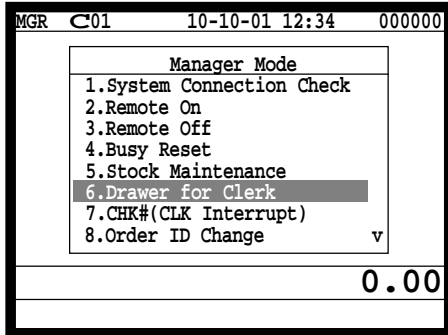 MGR C01 10-10-01 12:34 000000
Manager Mode
1.System Connection Check
2.Remote On
3.Remote Off
4.Busy Reset
5.Stock Maintenance
6.Drawer for Clerk
7.CHK#(CLK Interrupt)
8.Order ID Change v
0.00